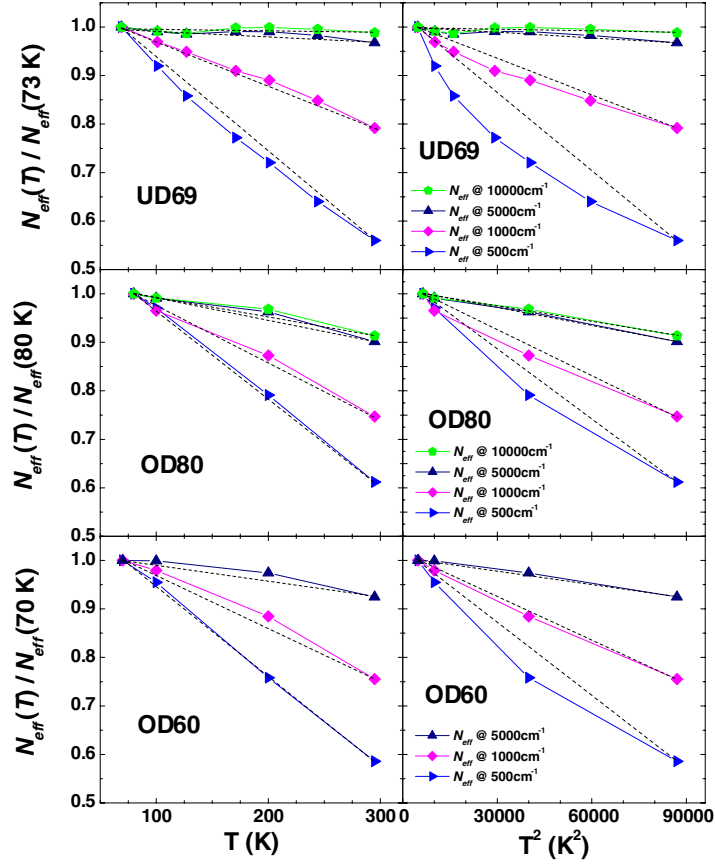 1.0
0.9
0.8
0.7
0.6
0.5
N_eff(T) / N_eff(73 K)
UD69
UD69
N_eff @ 10000cm⁻¹
N_eff @ 5000cm⁻¹
N_eff @ 1000cm⁻¹
N_eff @ 500cm⁻¹
1.0
0.9
0.8
0.7
0.6
0.5
N_eff(T) / N_eff(80 K)
OD80
OD80
N_eff @ 10000cm⁻¹
N_eff @ 5000cm⁻¹
N_eff @ 1000cm⁻¹
N_eff @ 500cm⁻¹
1.0
0.9
0.8
0.7
0.6
0.5
N_eff(T) / N_eff(70 K)
OD60
OD60
N_eff @ 5000cm⁻¹
N_eff @ 1000cm⁻¹
N_eff @ 500cm⁻¹
100 200 300
0 30000 60000 90000
T (K)
T² (K²)